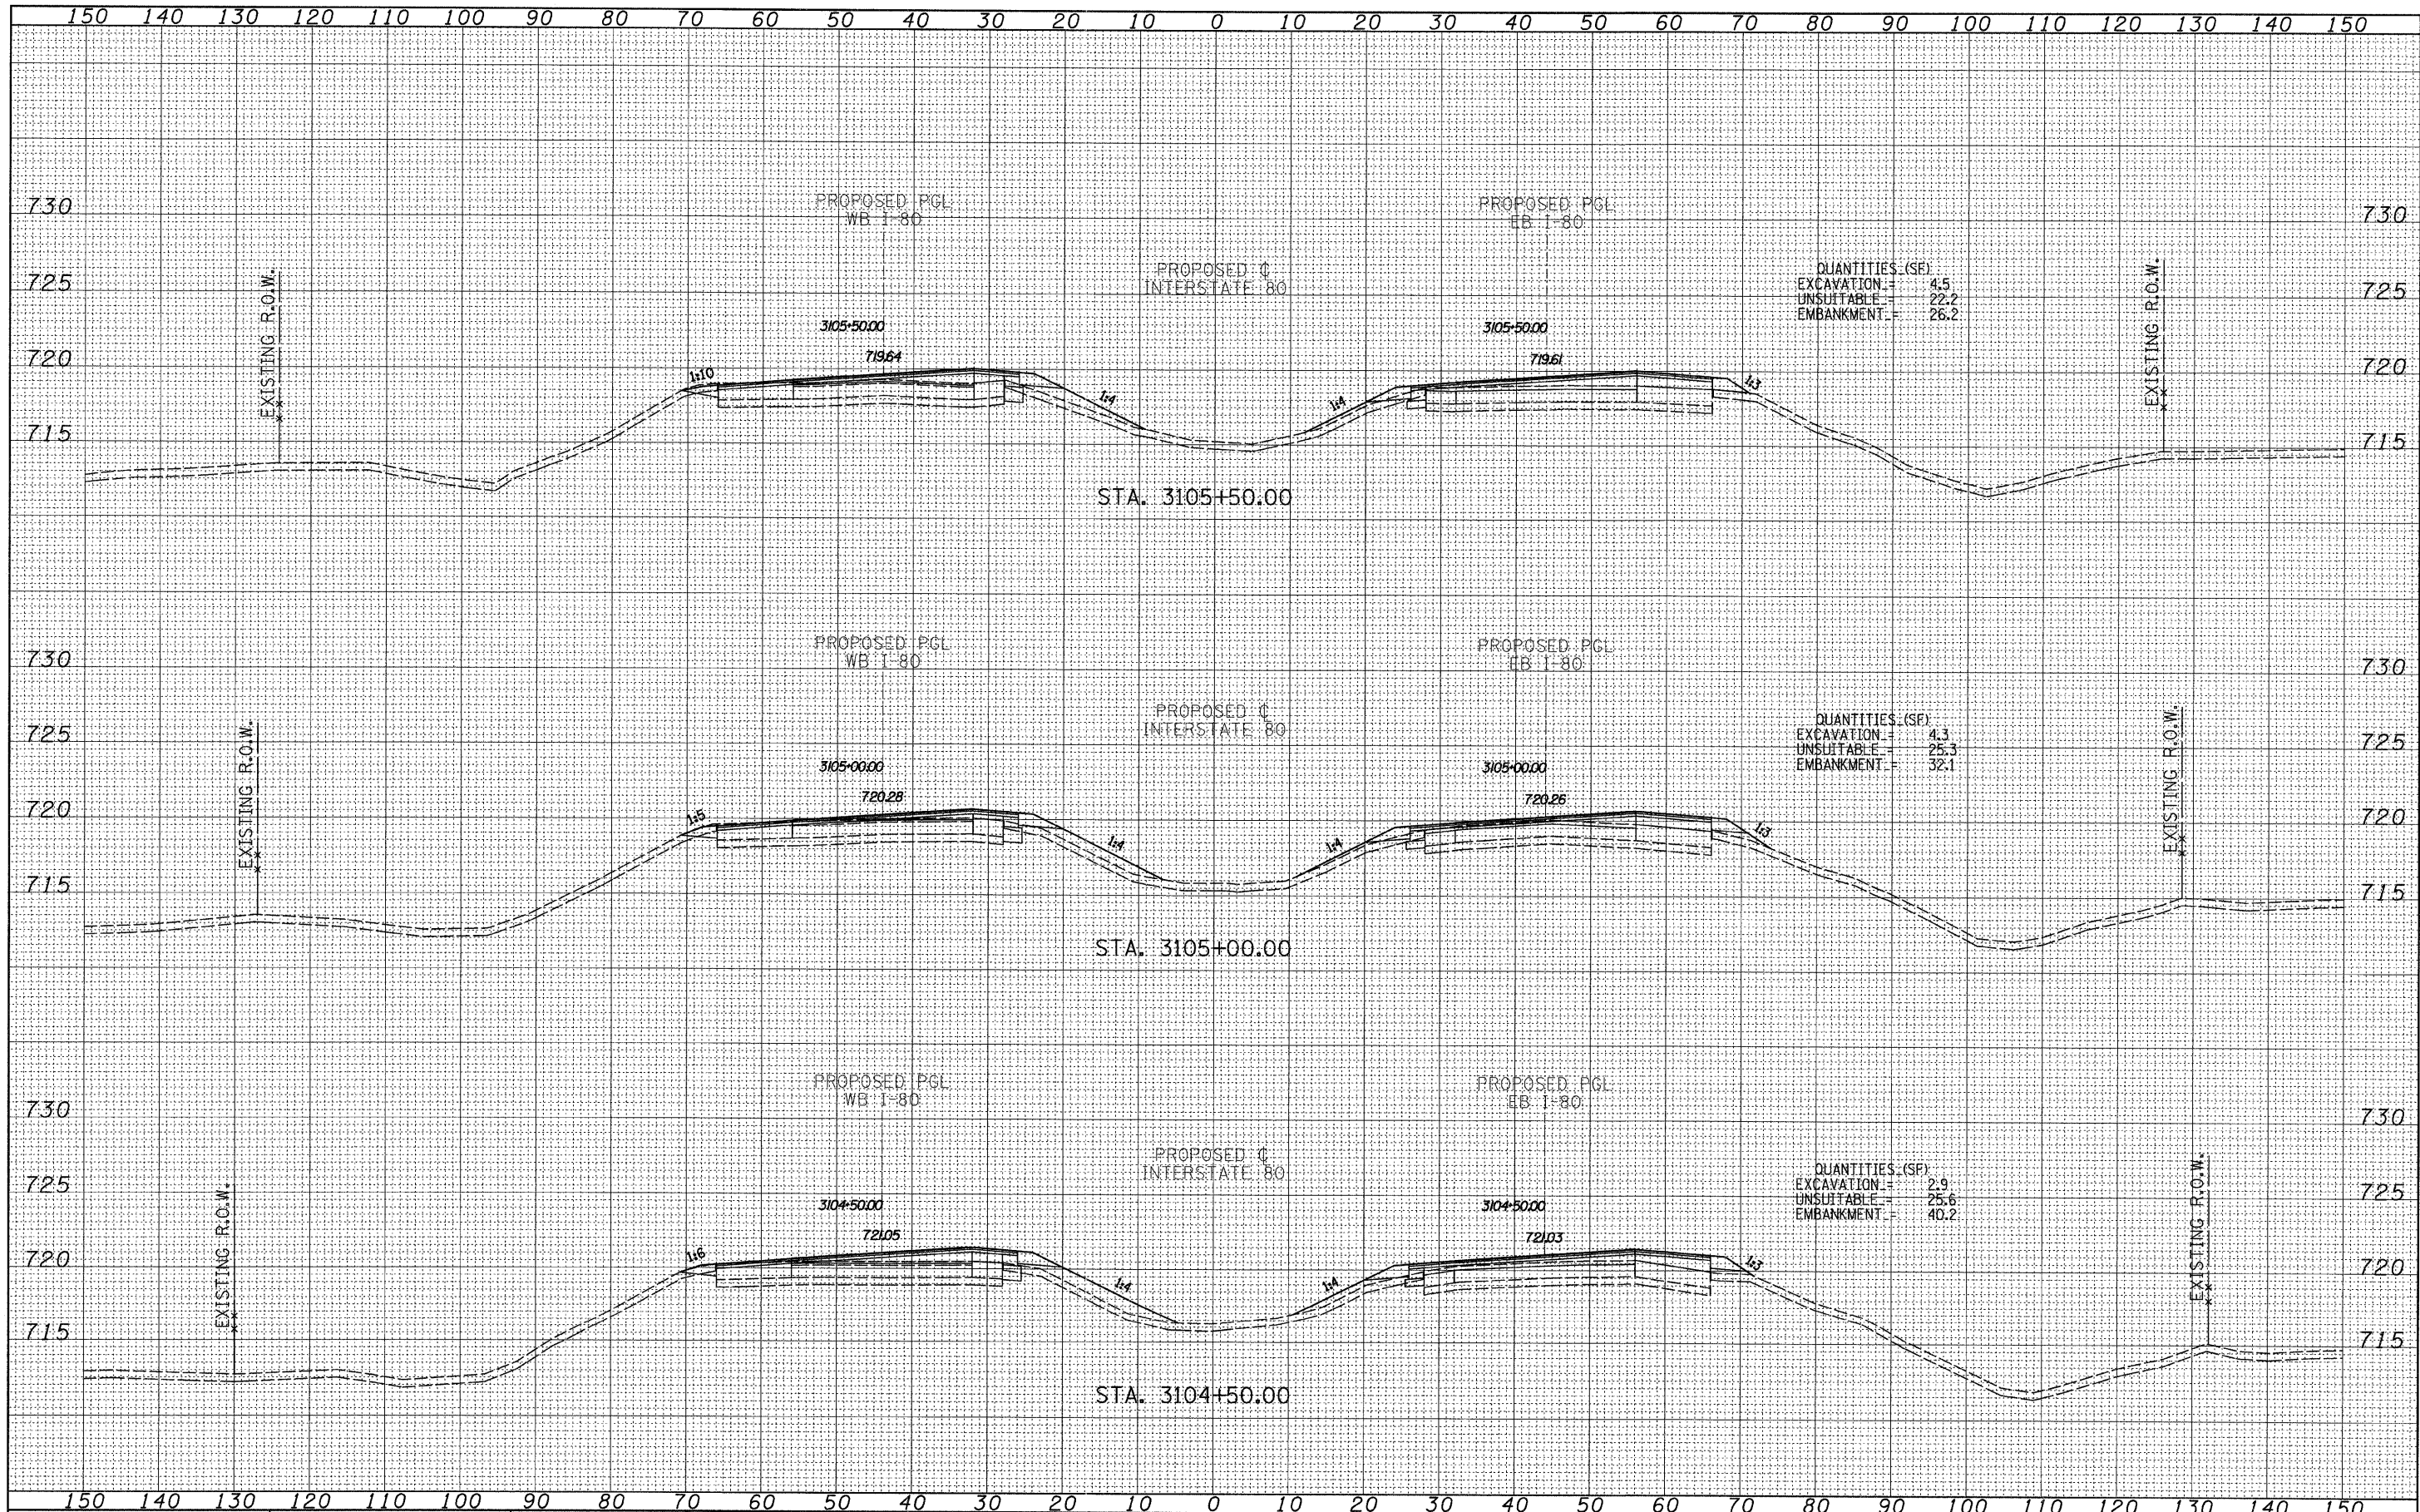 150 140 130 120 110 100 90 80 70 60 50 40 30 20 10 0 10 20 30 40 50 60 70 80 90 100 110 120 130 140 150
PROPOSED PGL
WB I-80
PROPOSED PGL
EB I-80
730 730
PROPOSED ℄
INTERSTATE 80
QUANTITIES (SF)
EXCAVATION = 4.5
UNSUITABLE = 22.2
EMBANKMENT = 26.2
725 725
EXISTING R.O.W.
EXISTING R.O.W.
3105+50.00 3105+50.00
719.64 719.61
720 720
1:10 1:4 1:4 1:3
715 715
STA. 3105+50.00
PROPOSED PGL
WB I-80
PROPOSED PGL
EB I-80
730 730
PROPOSED ℄
INTERSTATE 80
QUANTITIES (SF)
EXCAVATION = 4.3
UNSUITABLE = 25.3
EMBANKMENT = 32.1
725 725
EXISTING R.O.W.
EXISTING R.O.W.
3105+00.00 3105+00.00
720.28 720.26
720 720
1:5 1:4 1:4 1:3
715 715
STA. 3105+00.00
PROPOSED PGL
WB I-80
PROPOSED PGL
EB I-80
730 730
PROPOSED ℄
INTERSTATE 80
QUANTITIES (SF)
EXCAVATION = 2.9
UNSUITABLE = 25.6
EMBANKMENT = 40.2
725 725
EXISTING R.O.W.
EXISTING R.O.W.
3104+50.00 3104+50.00
721.05 721.03
720 720
1:6 1:4 1:4 1:3
715 715
STA. 3104+50.00
150 140 130 120 110 100 90 80 70 60 50 40 30 20 10 0 10 20 30 40 50 60 70 80 90 100 110 120 130 140 150